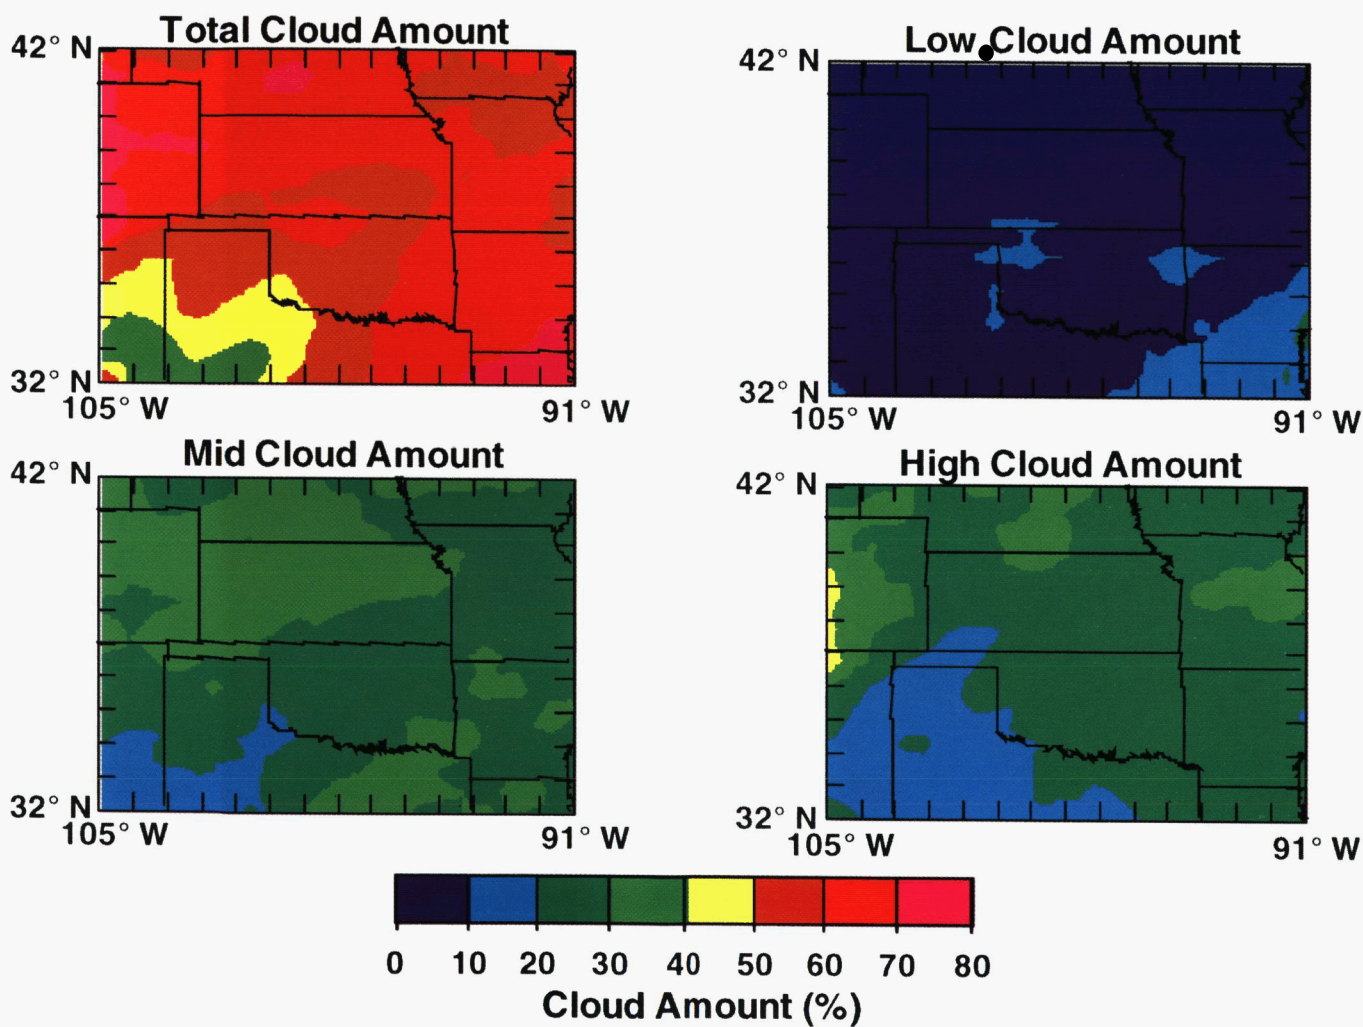 Total Cloud Amount
42° N
32° N
105° W
91° W
Low Cloud Amount
42° N
32° N
105° W
91° W
Mid Cloud Amount
42° N
32° N
105° W
91° W
High Cloud Amount
42° N
32° N
105° W
91° W
0 10 20 30 40 50 60 70 80
Cloud Amount (%)